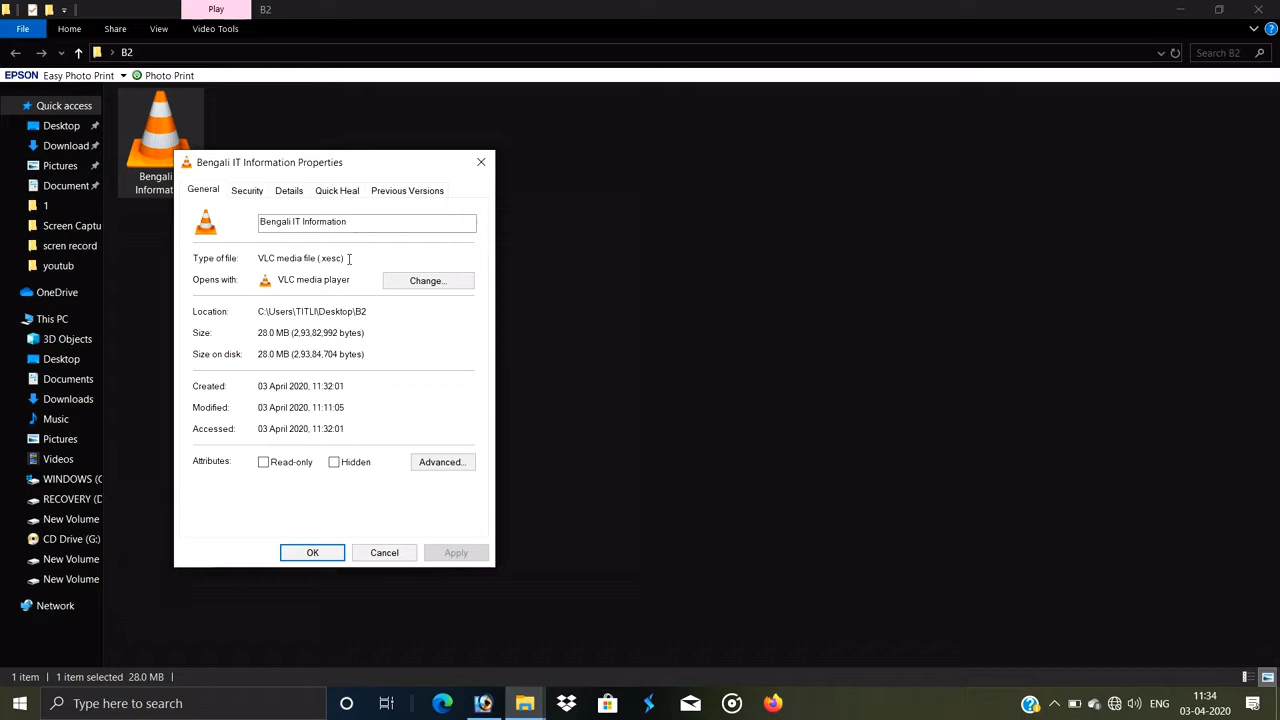 Play B2
File Home Share View Video Tools
B2 Search B2
EPSON Easy Photo Print Photo Print
Quick access
Desktop
Download
Pictures
Document
1
Screen Captu
scren record
youtub
OneDrive
This PC
3D Objects
Desktop
Documents
Downloads
Music
Pictures
Videos
WINDOWS (C
RECOVERY (D
New Volume
CD Drive (G:)
New Volume
New Volume
Network
Bengali
Informat
Bengali IT Information Properties
General Security Details Quick Heal Previous Versions
Bengali IT Information
Type of file: VLC media file (.xesc)
Opens with: VLC media player Change...
Location: C:\Users\TITLI\Desktop\B2
Size: 28.0 MB (2,93,82,992 bytes)
Size on disk: 28.0 MB (2,93,84,704 bytes)
Created: 03 April 2020, 11:32:01
Modified: 03 April 2020, 11:11:05
Accessed: 03 April 2020, 11:32:01
Attributes: Read-only Hidden Advanced...
OK Cancel Apply
1 item 1 item selected 28.0 MB
Type here to search ENG 11:34
03-04-2020